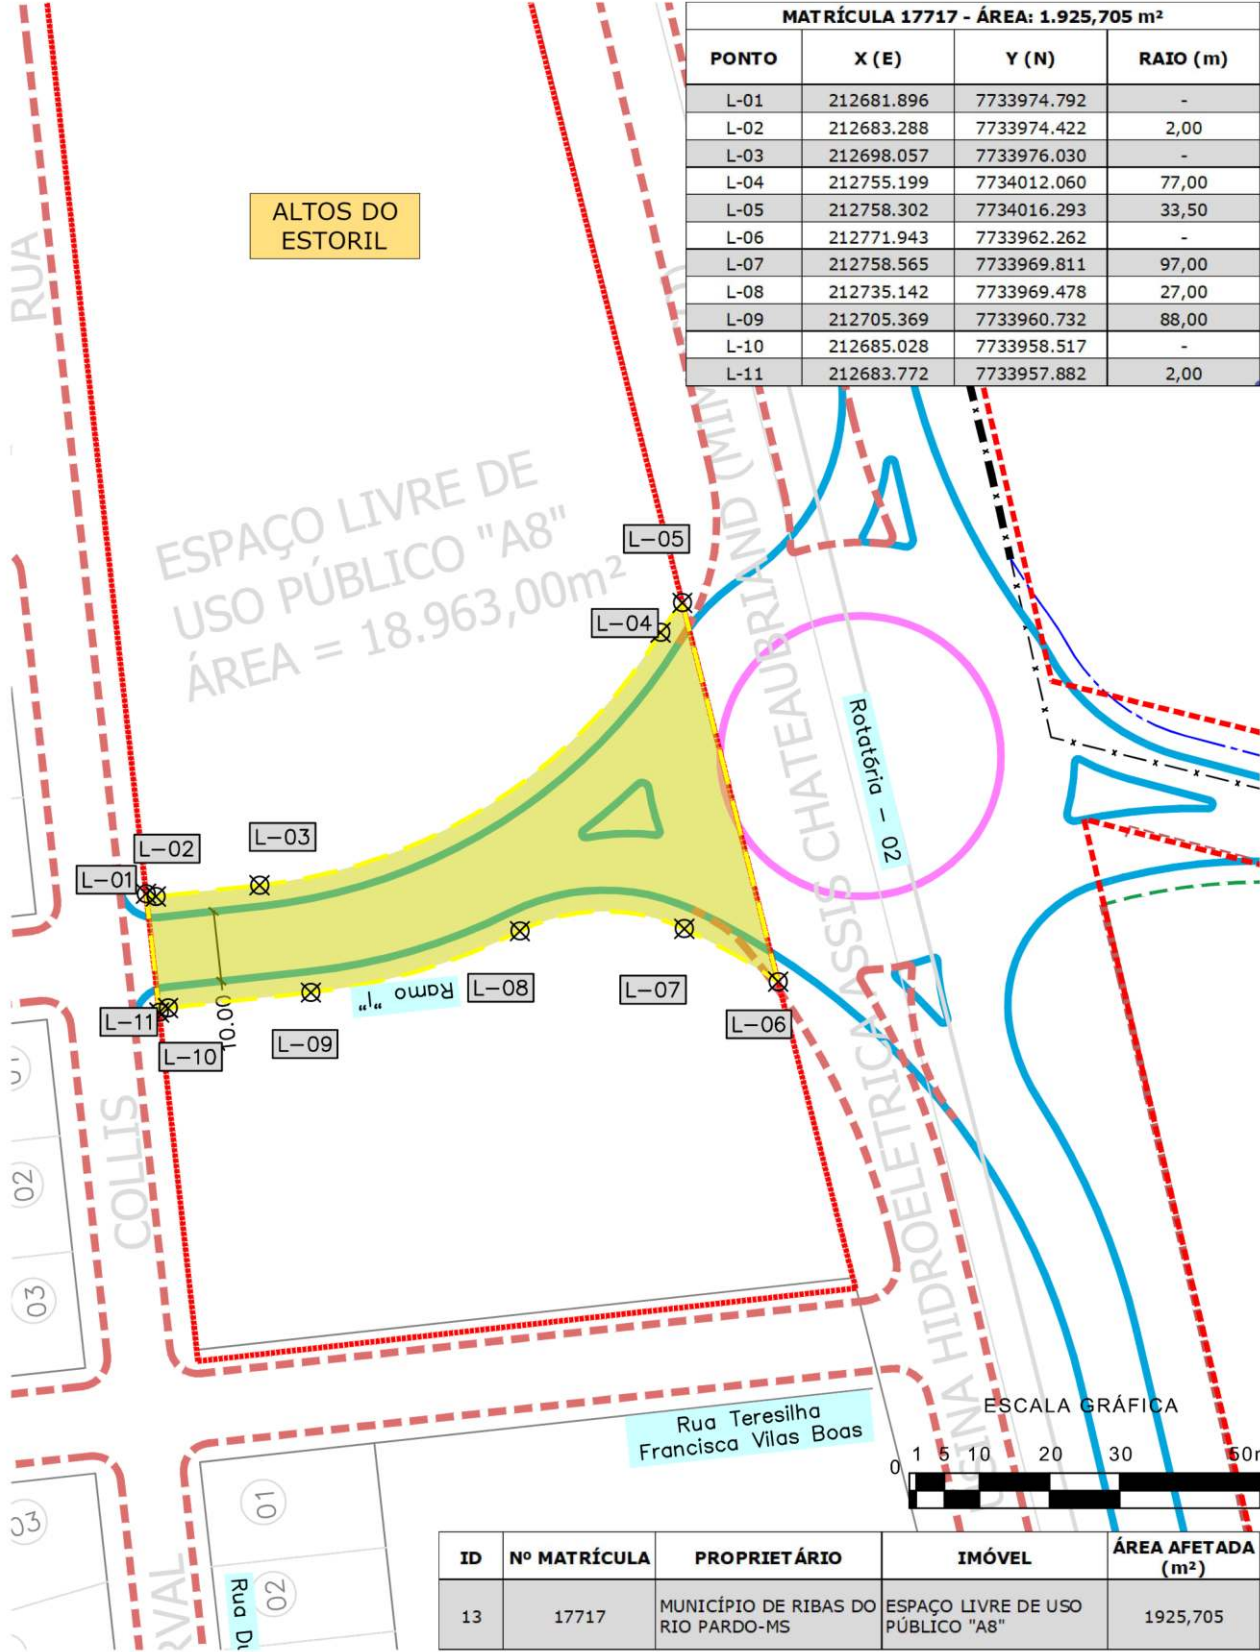 MATRÍCULA 17717 - ÁREA: 1.925,705 m²
PONTO X (E) Y (N) RAIO (m)
L-01 212681.896 7733974.792 -
L-02 212683.288 7733974.422 2,00
L-03 212698.057 7733976.030 -
L-04 212755.199 7734012.060 77,00
L-05 212758.302 7734016.293 33,50
L-06 212771.943 7733962.262 -
L-07 212758.565 7733969.811 97,00
L-08 212735.142 7733969.478 27,00
L-09 212705.369 7733960.732 88,00
L-10 212685.028 7733958.517 -
L-11 212683.772 7733957.882 2,00
ALTOS DO
ESTORIL
RUA
ESPAÇO LIVRE DE
USO PÚBLICO "A8"
ÁREA = 18.963,00m²
L-05
L-04
L-03
L-02
L-01
L-11
L-10
L-09
L-08
L-07
L-06
10.00
Ramo "I"
Rotatória - 02
USINA HIDROELETRICA ASSIS CHATEAUBRIAND
COLLIS
02
03
Rua Teresilha
Francisca Vilas Boas
ESCALA GRÁFICA
0 1 5 10 20 30
01
02
03
Rua
ID Nº MATRÍCULA PROPRIETÁRIO IMÓVEL ÁREA AFETADA
(m²)
13 17717 MUNICÍPIO DE RIBAS DO
RIO PARDO-MS ESPAÇO LIVRE DE USO
PÚBLICO "A8" 1925,705